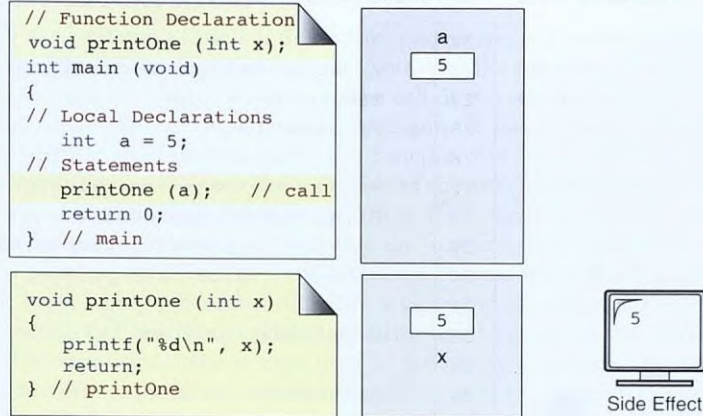 // Function Declaration
void printOne (int x);
int main (void)
{
// Local Declarations
int a = 5;
// Statements
printOne (a); // call
return 0;
} // main
a
5
void printOne (int x)
{
printf("%d\n", x);
return;
} // printOne
5
x
5
Side Effect